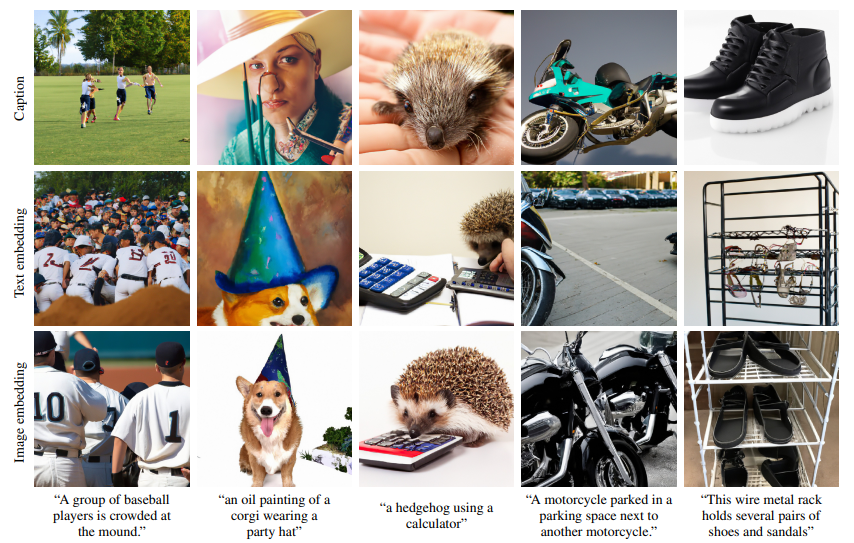 Caption
Text embedding
Image embedding
10
1
“A group of baseball
players is crowded at
the mound.”
“an oil painting of a
corgi wearing a
party hat”
“a hedgehog using a
calculator”
“A motorcycle parked in a
parking space next to
another motorcycle.”
“This wire metal rack
holds several pairs of
shoes and sandals”